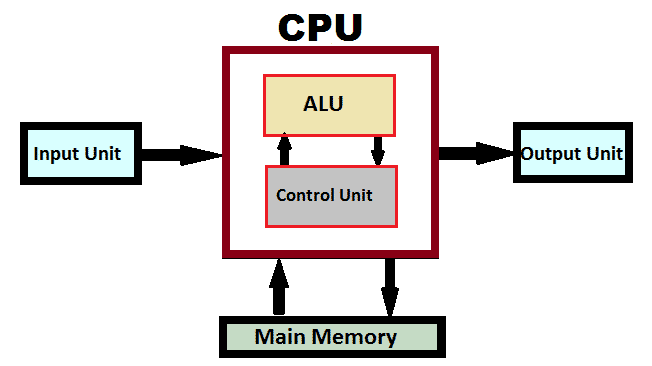 CPU
ALU
Input Unit
Output Unit
Control Unit
Main Memory